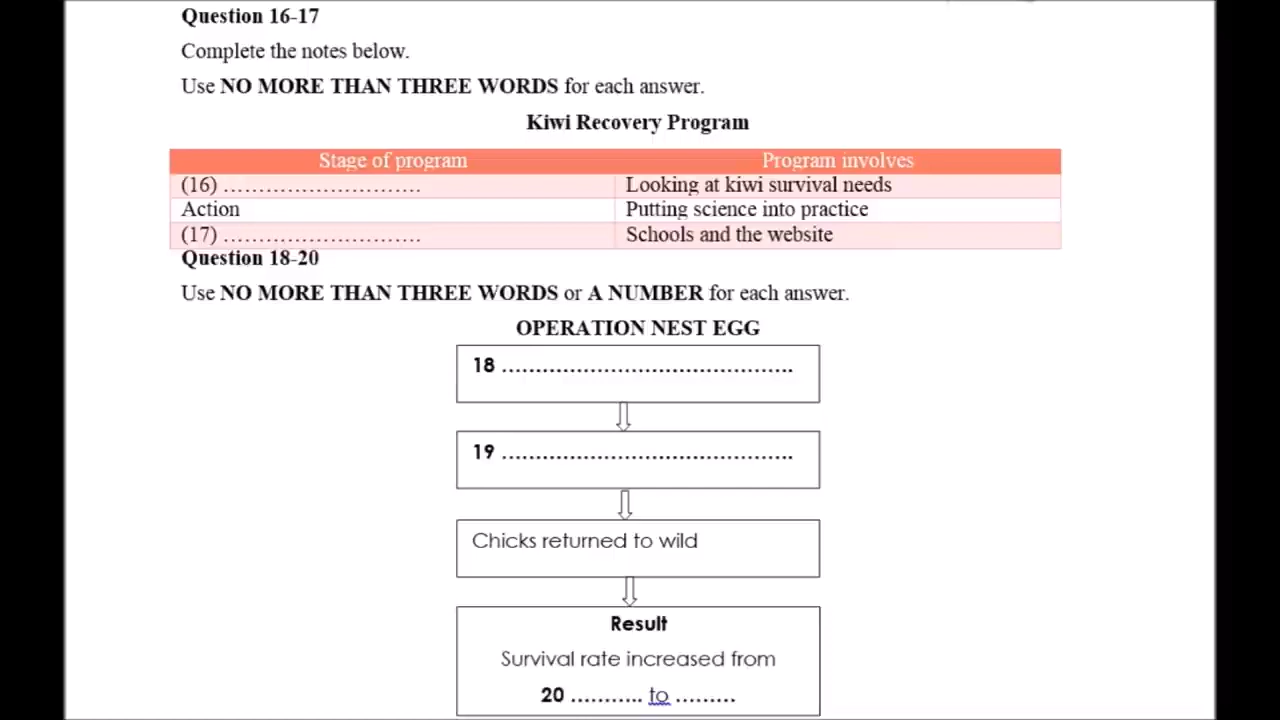 Question 16-17
Complete the notes below.
Use NO MORE THAN THREE WORDS for each answer.
Kiwi Recovery Program
Stage of program Program involves
(16) ............................ Looking at kiwi survival needs
Action Putting science into practice
(17) ............................ Schools and the website
Question 18-20
Use NO MORE THAN THREE WORDS or A NUMBER for each answer.
OPERATION NEST EGG
18 ...........................................
19 ...........................................
Chicks returned to wild
Result
Survival rate increased from
20 ........... to .........